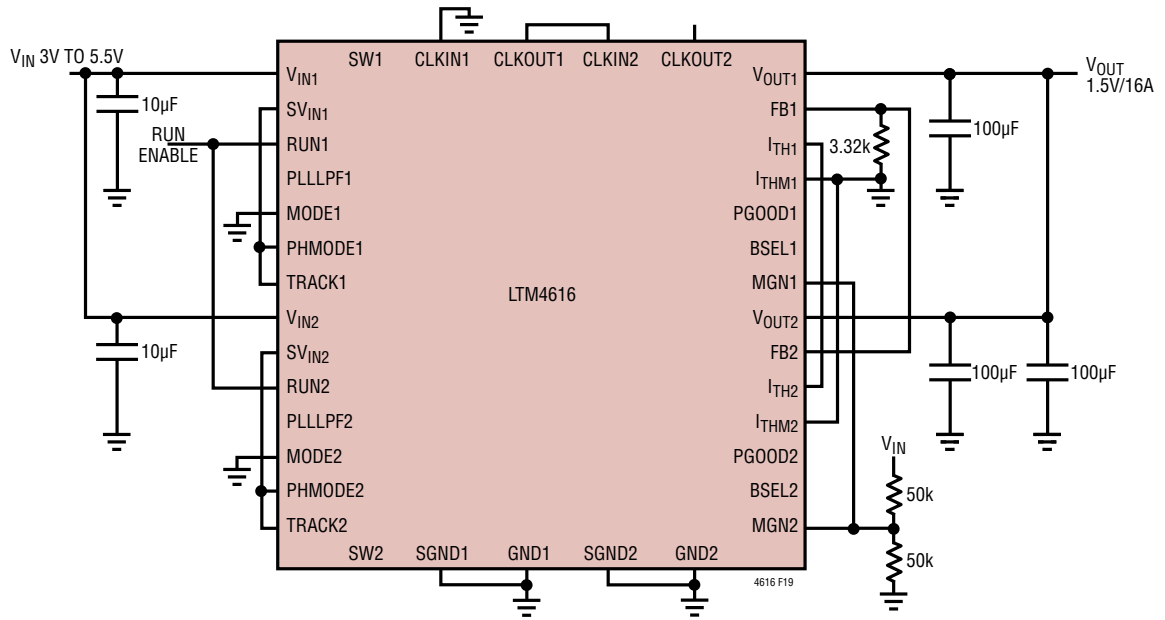 SW1 CLKIN1 CLKOUT1 CLKIN2 CLKOUT2
VIN 3V TO 5.5V
VIN1
10µF
SVIN1
RUN
ENABLE
RUN1
PLLLPF1
MODE1
PHMODE1
TRACK1
VIN2
10µF
SVIN2
RUN2
PLLLPF2
MODE2
PHMODE2
TRACK2
LTM4616
VOUT1
VOUT
1.5V/16A
FB1
100µF
3.32k
ITH1
ITHM1
PGOOD1
BSEL1
MGN1
VOUT2
FB2
100µF
100µF
ITH2
ITHM2
PGOOD2
VIN
BSEL2
50k
MGN2
50k
SW2 SGND1 GND1 SGND2 GND2
4616 F19